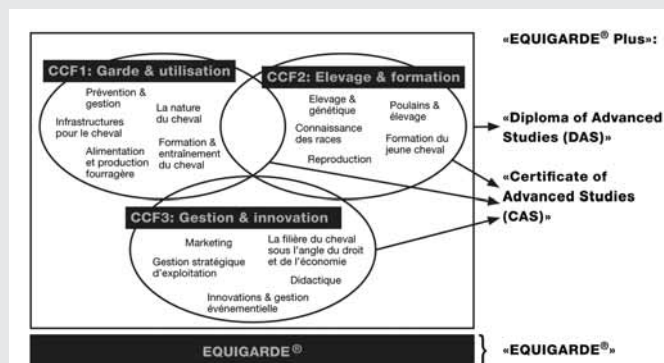 «EQUIGARDE® Plus»:
CCF1: Garde & utilisation
Prévention &
gestion
La nature
du cheval
Infrastructures
pour le cheval
Alimentation
et production
fourragère
Formation &
entraînement
du cheval
CCF2: Elevage & formation
Elevage &
génétique
Poulains &
élevage
Connaissance
des races
Formation du
jeune cheval
Reproduction
«Diploma of Advanced
Studies (DAS)»
«Certificate of
Advanced Studies
(CAS)»
CCF3: Gestion & innovation
Marketing
La filière du cheval
sous l'angle du droit
et de l'économie
Gestion stratégique
d'exploitation
Didactique
Innovations & gestion
événementielle
EQUIGARDE®
«EQUIGARDE®»